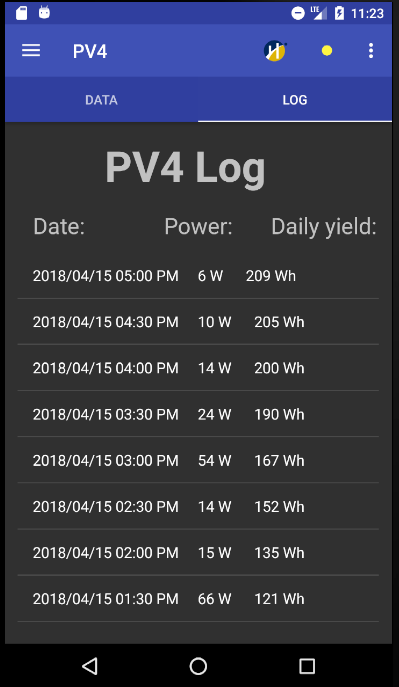 LTE 11:23
PV4
DATA LOG
PV4 Log
Date: Power: Daily yield:
2018/04/15 05:00 PM 6 W 209 Wh
2018/04/15 04:30 PM 10 W 205 Wh
2018/04/15 04:00 PM 14 W 200 Wh
2018/04/15 03:30 PM 24 W 190 Wh
2018/04/15 03:00 PM 54 W 167 Wh
2018/04/15 02:30 PM 14 W 152 Wh
2018/04/15 02:00 PM 15 W 135 Wh
2018/04/15 01:30 PM 66 W 121 Wh